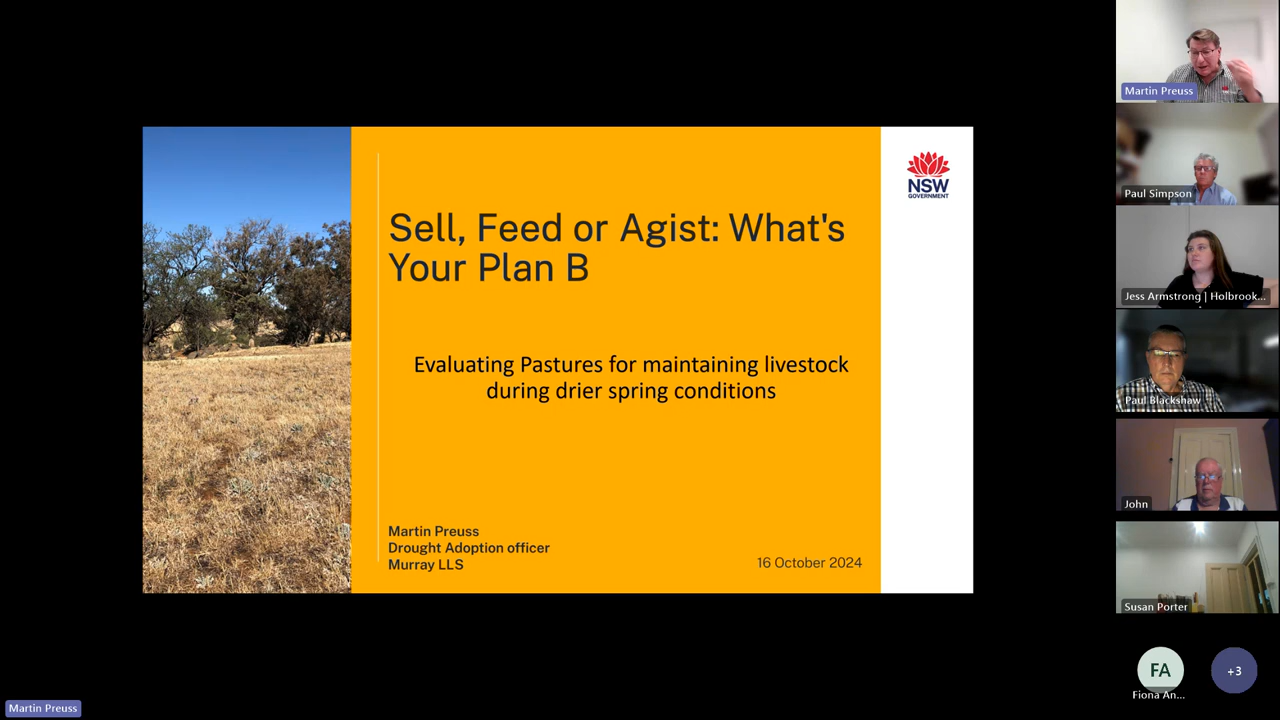 Sell, Feed or Agist: What's
Your Plan B
Evaluating Pastures for maintaining livestock
during drier spring conditions
Martin Preuss
Drought Adoption officer
Murray LLS
16 October 2024
NSW
GOVERNMENT
Martin Preuss
Paul Simpson
Jess Armstrong | Holbrook...
Paul Blackshaw
John
Susan Porter
FA
Fiona An...
+3
Martin Preuss